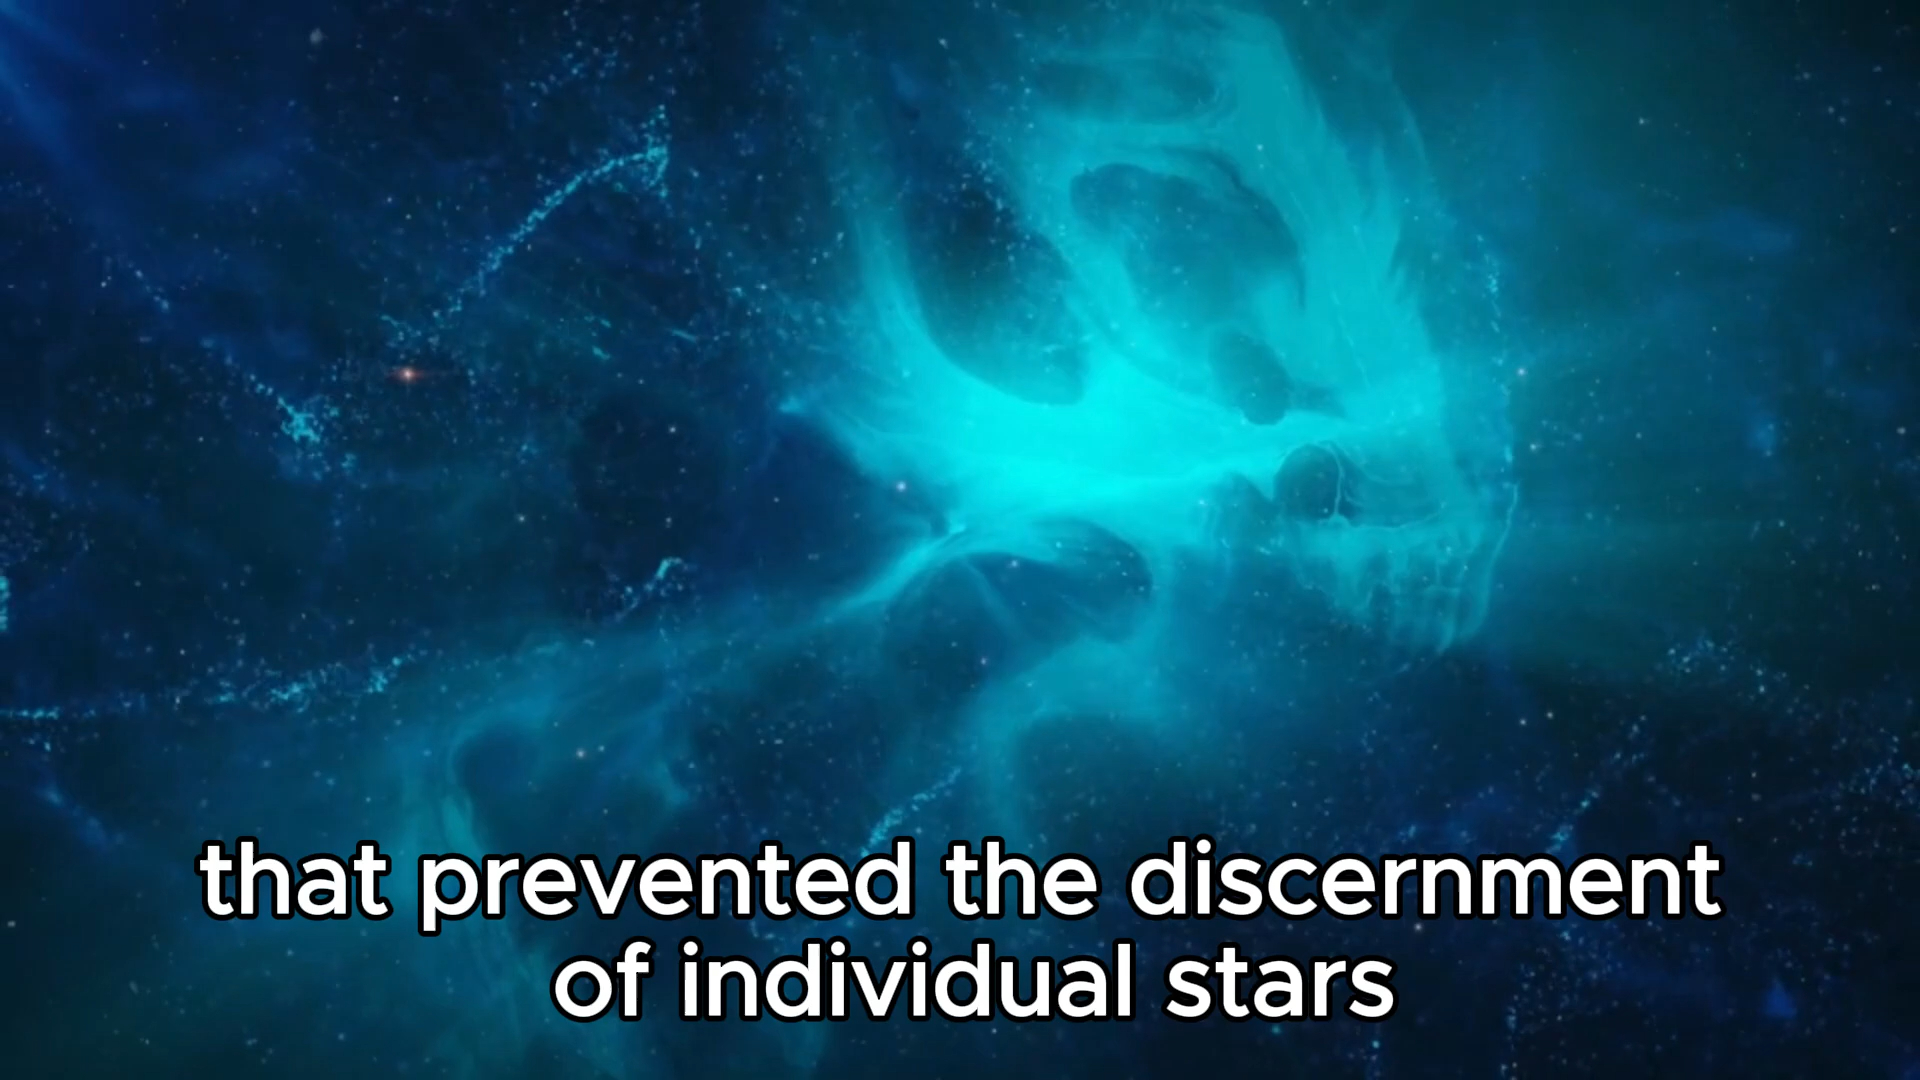 that prevented the discernment
of individual stars